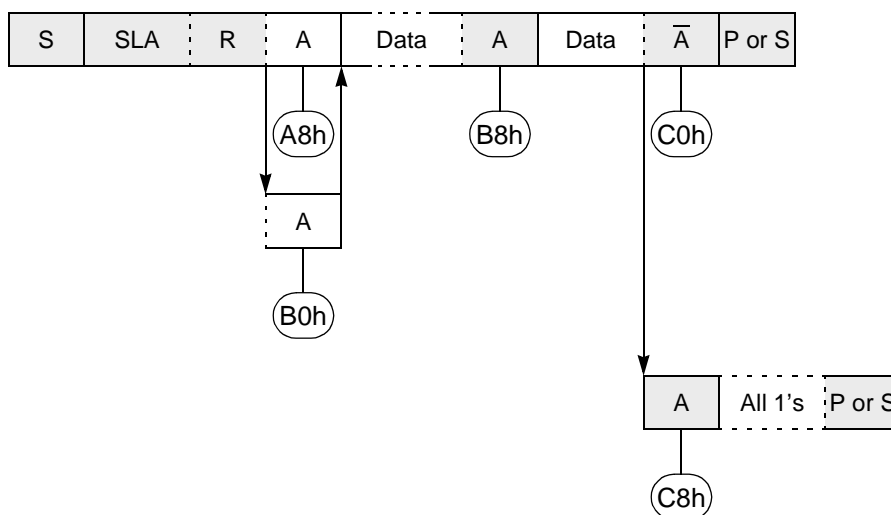 S SLA R A Data A Data A̅ P or S
A8h B8h C0h
A
B0h
A All 1's P or S
C8h